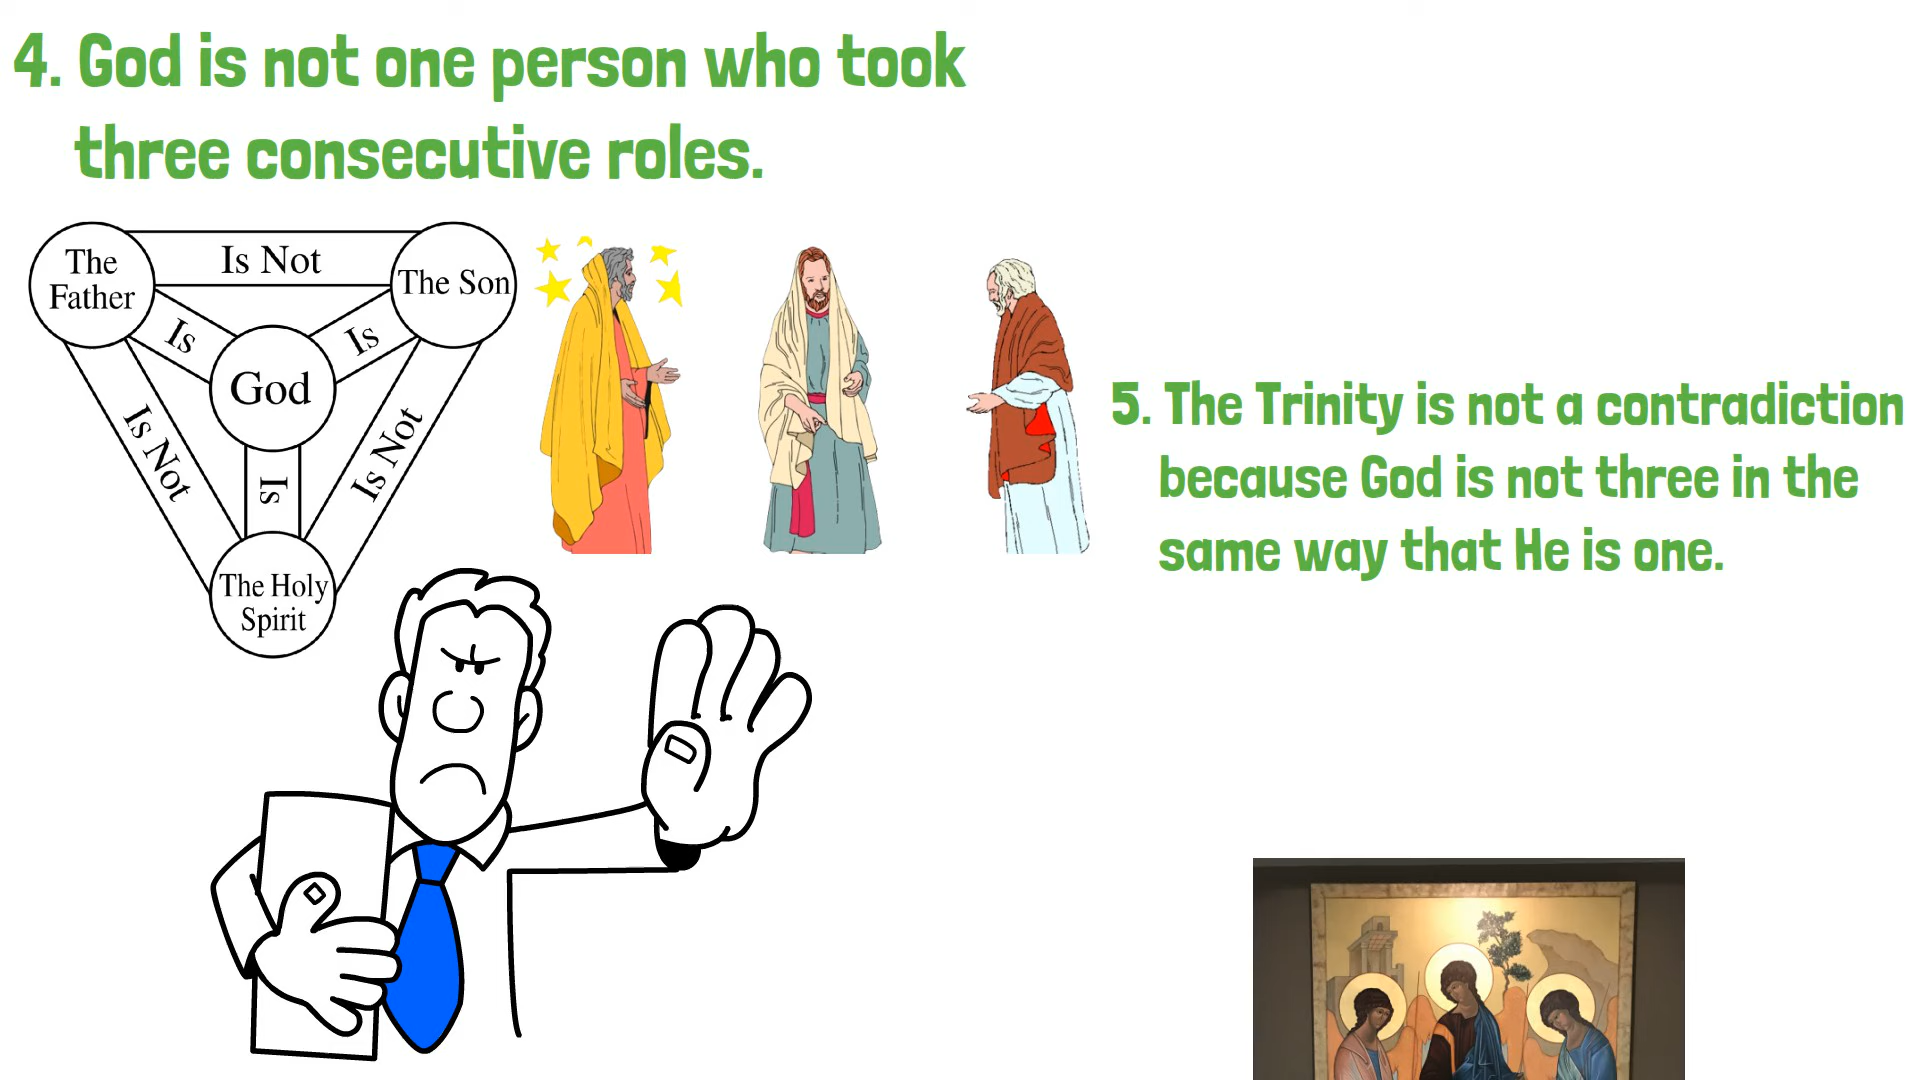 4. God is not one person who took
three consecutive roles.
The
Father
Is Not
The Son
Is
Is
God
Is Not
Is
Is Not
The Holy
Spirit
5. The Trinity is not a contradiction
because God is not three in the
same way that He is one.